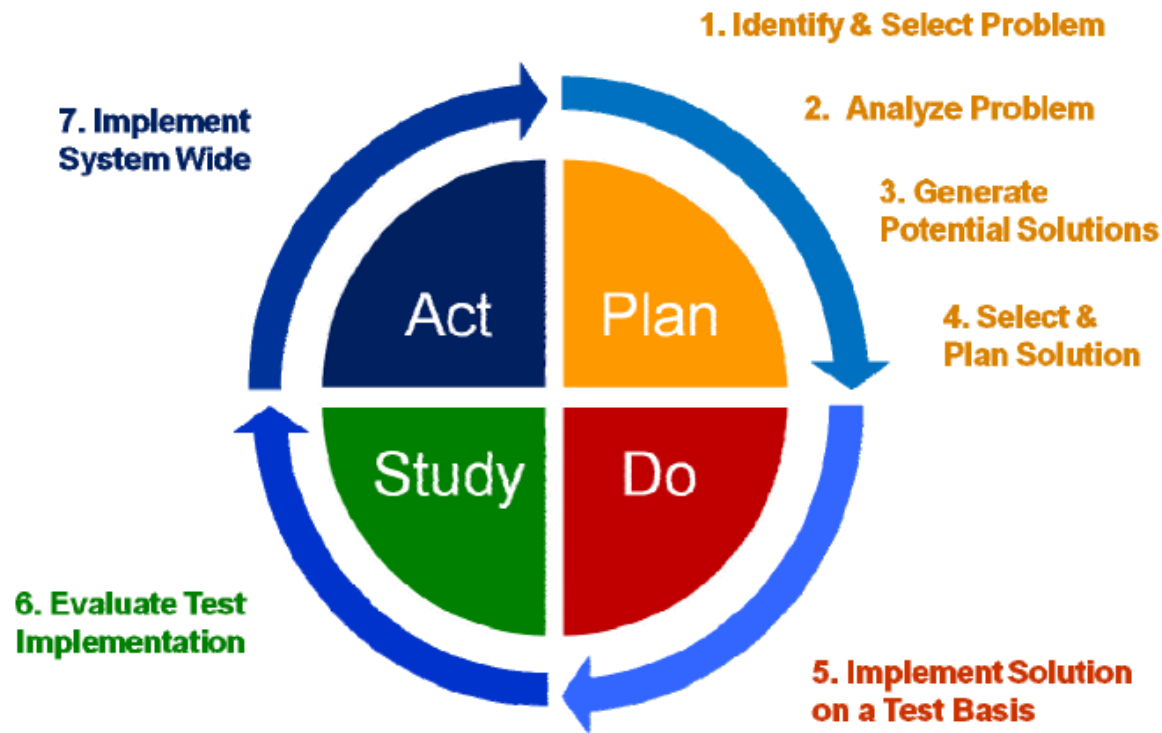 1. Identify & Select Problem
2. Analyze Problem
3. Generate
Potential Solutions
4. Select &
Plan Solution
5. Implement Solution
on a Test Basis
6. Evaluate Test
Implementation
7. Implement
System Wide
Act
Plan
Study
Do